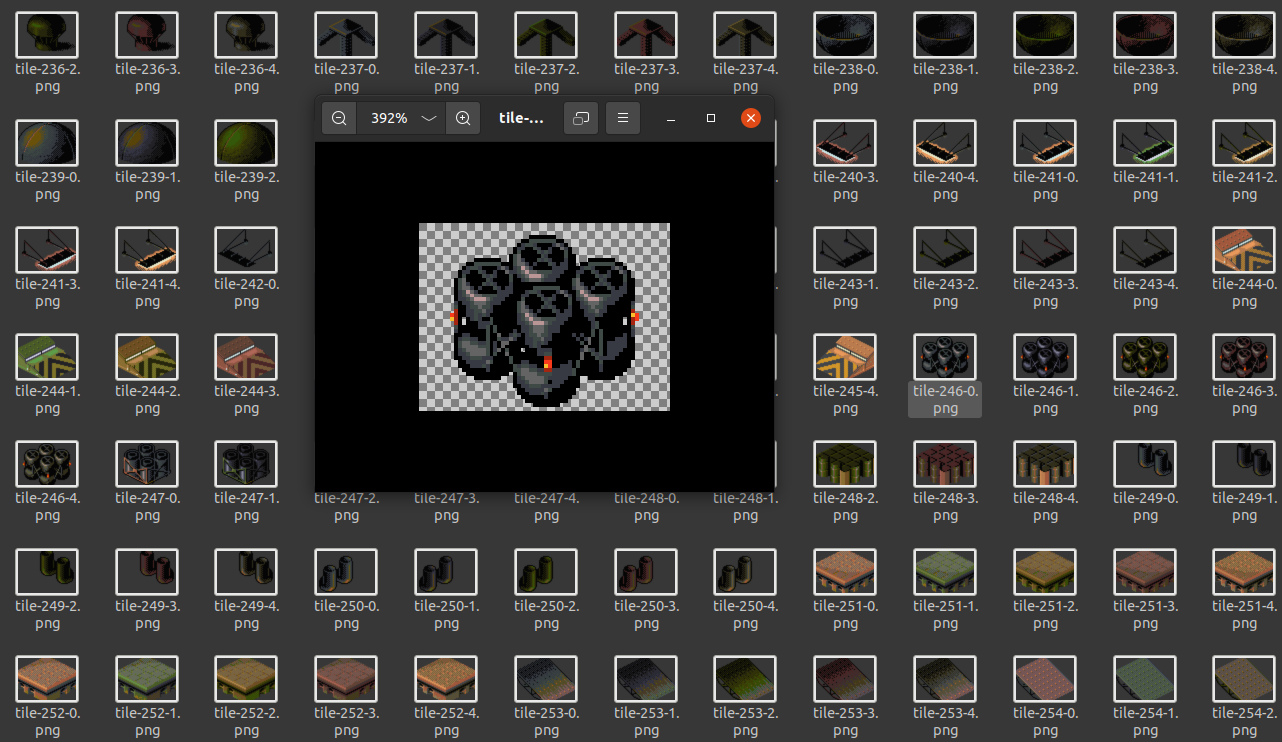 tile-236-2. tile-236-3. tile-236-4. tile-237-0. tile-237-1. tile-237-2. tile-237-3. tile-237-4. tile-238-0. tile-238-1. tile-238-2. tile-238-3. tile-238-4.
png png png png png png png png png png png png png
392% tile-...
tile-239-0. tile-239-1. tile-239-2. tile-240-3. tile-240-4. tile-241-0. tile-241-1. tile-241-2.
png png png png png png png png
tile-241-3. tile-241-4. tile-242-0. tile-243-1. tile-243-2. tile-243-3. tile-243-4. tile-244-0.
png png png png png png png png
tile-244-1. tile-244-2. tile-244-3. tile-245-4. tile-246-0. tile-246-1. tile-246-2. tile-246-3.
png png png png png png png png
tile-246-4. tile-247-0. tile-247-1. tile-247-2. tile-247-3. tile-247-4. tile-248-0. tile-248-1. tile-248-2. tile-248-3. tile-248-4. tile-249-0. tile-249-1.
png png png png png png png png png png png png png
tile-249-2. tile-249-3. tile-249-4. tile-250-0. tile-250-1. tile-250-2. tile-250-3. tile-250-4. tile-251-0. tile-251-1. tile-251-2. tile-251-3. tile-251-4.
png png png png png png png png png png png png png
tile-252-0. tile-252-1. tile-252-2. tile-252-3. tile-252-4. tile-253-0. tile-253-1. tile-253-2. tile-253-3. tile-253-4. tile-254-0. tile-254-1. tile-254-2.
png png png png png png png png png png png png png